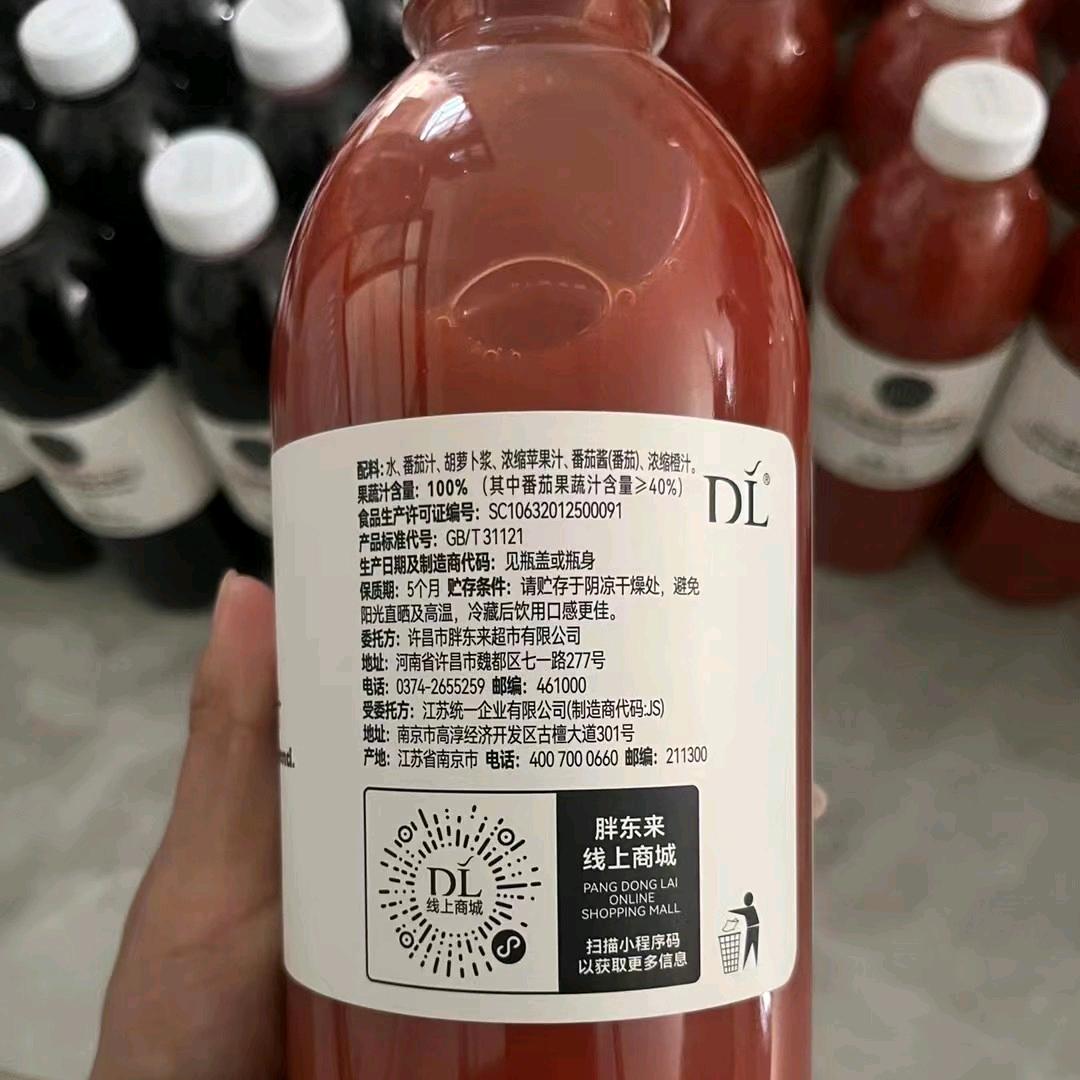 配料: 水、番茄汁、胡萝卜浆、浓缩苹果汁、番茄酱(番茄)、浓缩橙汁。
果蔬汁含量: 100% (其中番茄果蔬汁含量≥40%)
食品生产许可证编号: SC10632012500091
产品标准代号: GB/T 31121
生产日期及制造商代码: 见瓶盖或瓶身
保质期: 5个月 贮存条件: 请贮存于阴凉干燥处, 避免
阳光直晒及高温, 冷藏后饮用口感更佳。
委托方: 许昌市胖东来超市有限公司
地址: 河南省许昌市魏都区七一路277号
电话: 0374-2655259 邮编: 461000
受委托方: 江苏统一企业有限公司(制造商代码:JS)
地址: 南京市高淳经济开发区古檀大道301号
产地: 江苏省南京市 电话: 400 700 0660 邮编: 211300
DL®
DL
线上商城
胖东来
线上商城
PANG DONG LAI
ONLINE
SHOPPING MALL
扫描小程序码
以获取更多信息